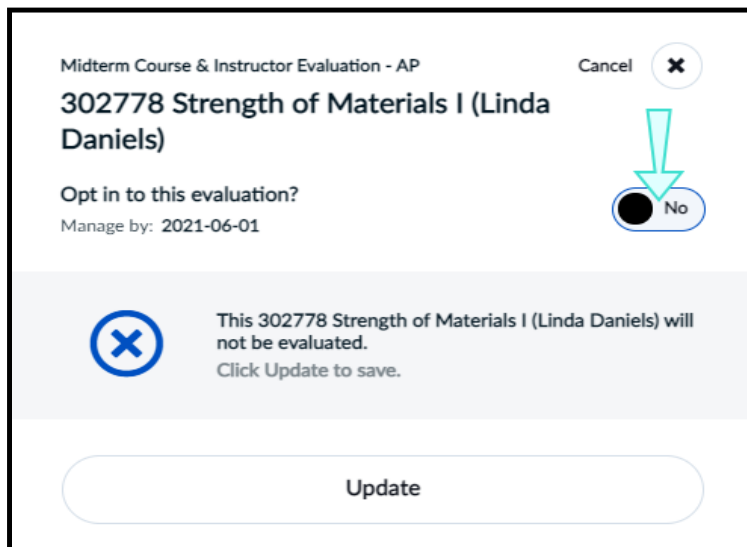 Midterm Course & Instructor Evaluation - AP
Cancel
302778 Strength of Materials I (Linda
Daniels)
Opt in to this evaluation?
Manage by: 2021-06-01
No
This 302778 Strength of Materials I (Linda Daniels) will
not be evaluated.
Click Update to save.
Update